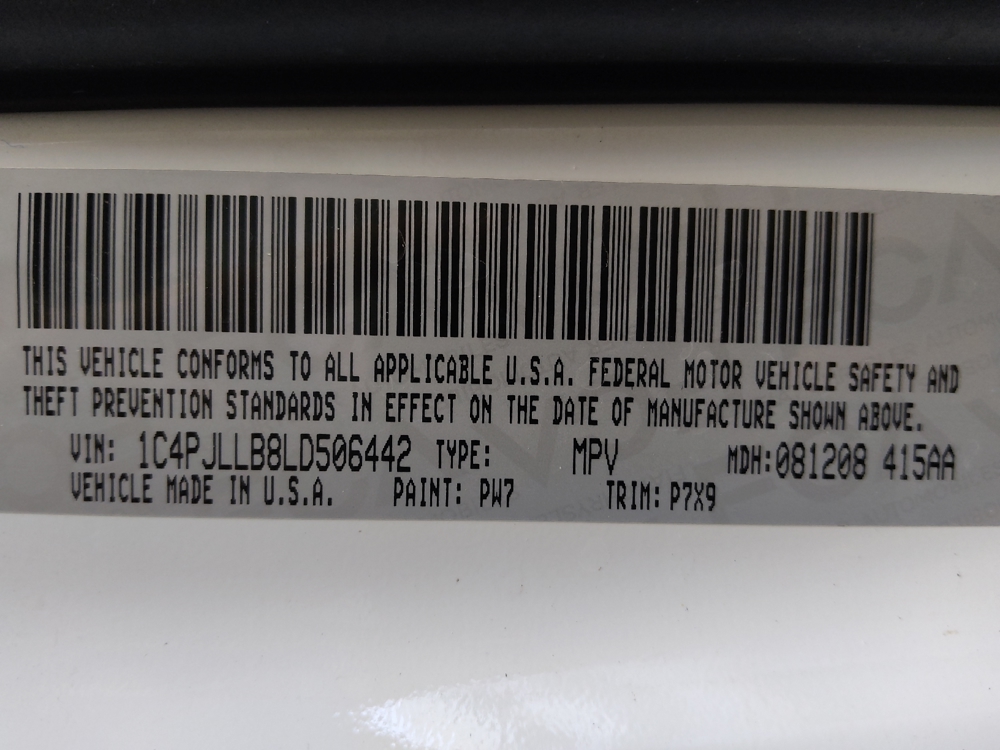 THIS VEHICLE CONFORMS TO ALL APPLICABLE U.S.A. FEDERAL MOTOR VEHICLE SAFETY AND
THEFT PREVENTION STANDARDS IN EFFECT ON THE DATE OF MANUFACTURE SHOWN ABOVE.
VIN: 1C4PJLLB8LD506442 TYPE: MPV MDH:081208 415AA
VEHICLE MADE IN U.S.A. PAINT: PW7 TRIM: P7X9